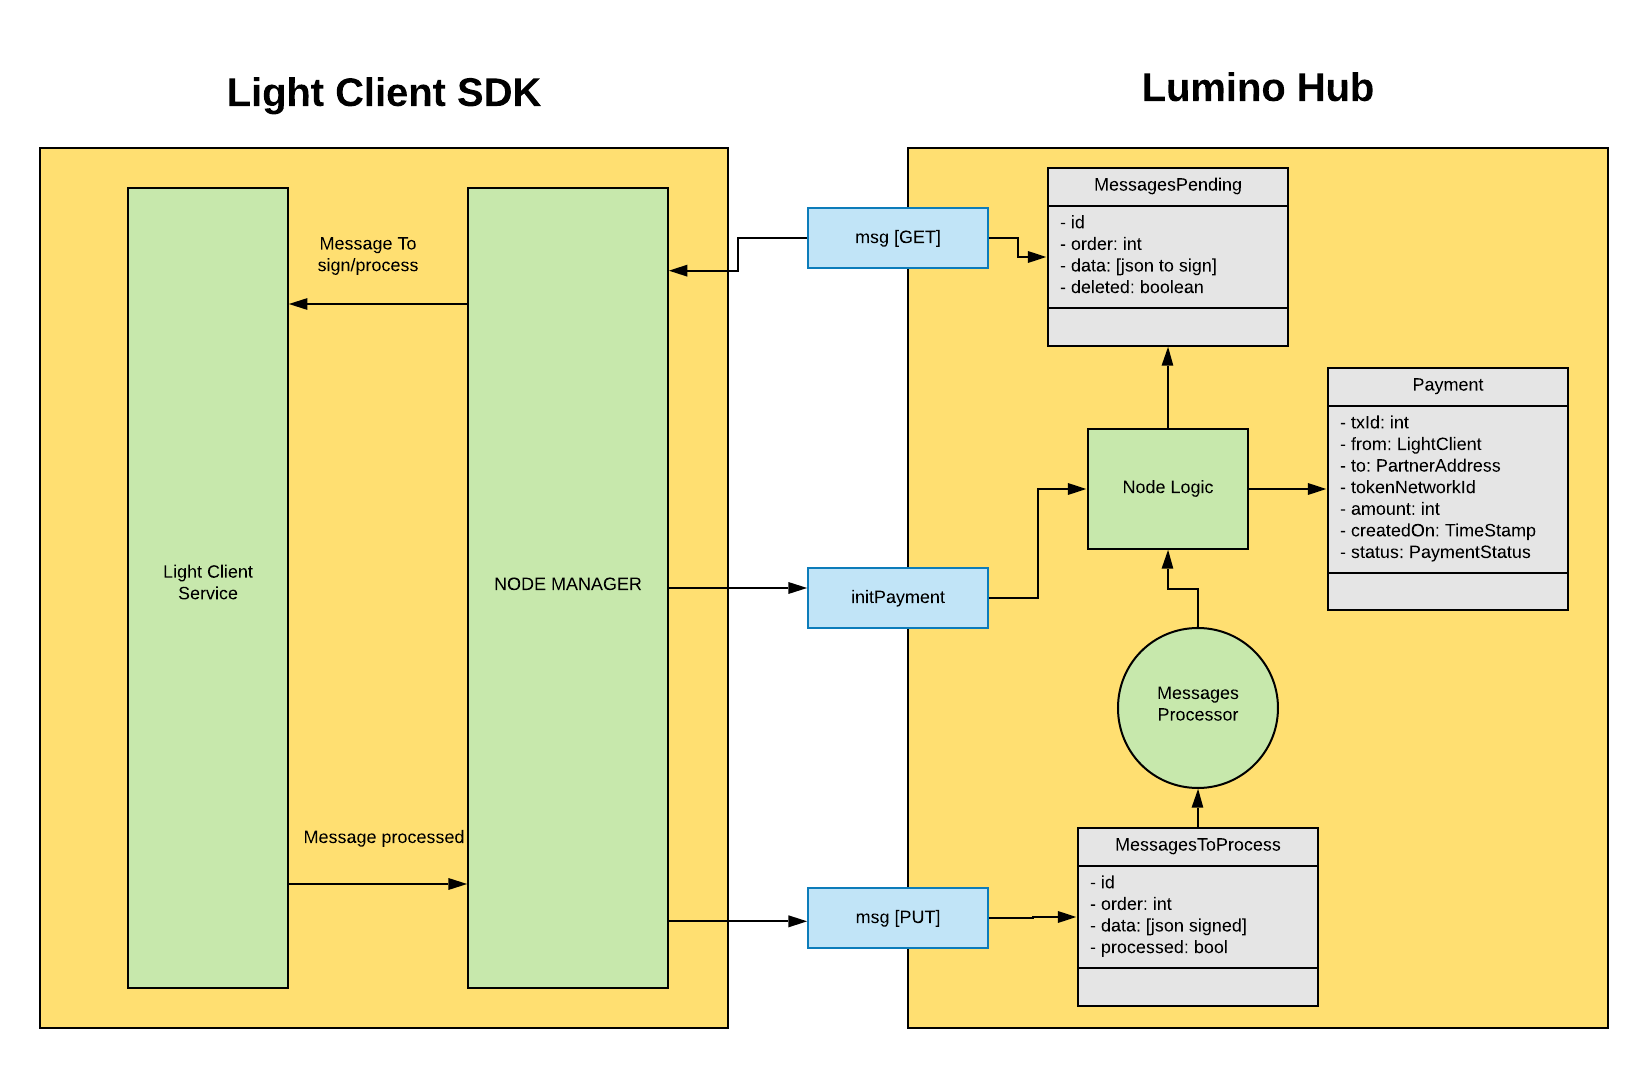 Light Client SDK
Lumino Hub
Message To
sign/process
Light Client
Service
NODE MANAGER
Message processed
msg [GET]
initPayment
msg [PUT]
MessagesPending
- id
- order: int
- data: [json to sign]
- deleted: boolean
Node Logic
Payment
- txId: int
- from: LightClient
- to: PartnerAddress
- tokenNetworkId
- amount: int
- createdOn: TimeStamp
- status: PaymentStatus
Messages
Processor
MessagesToProcess
- id
- order: int
- data: [json signed]
- processed: bool